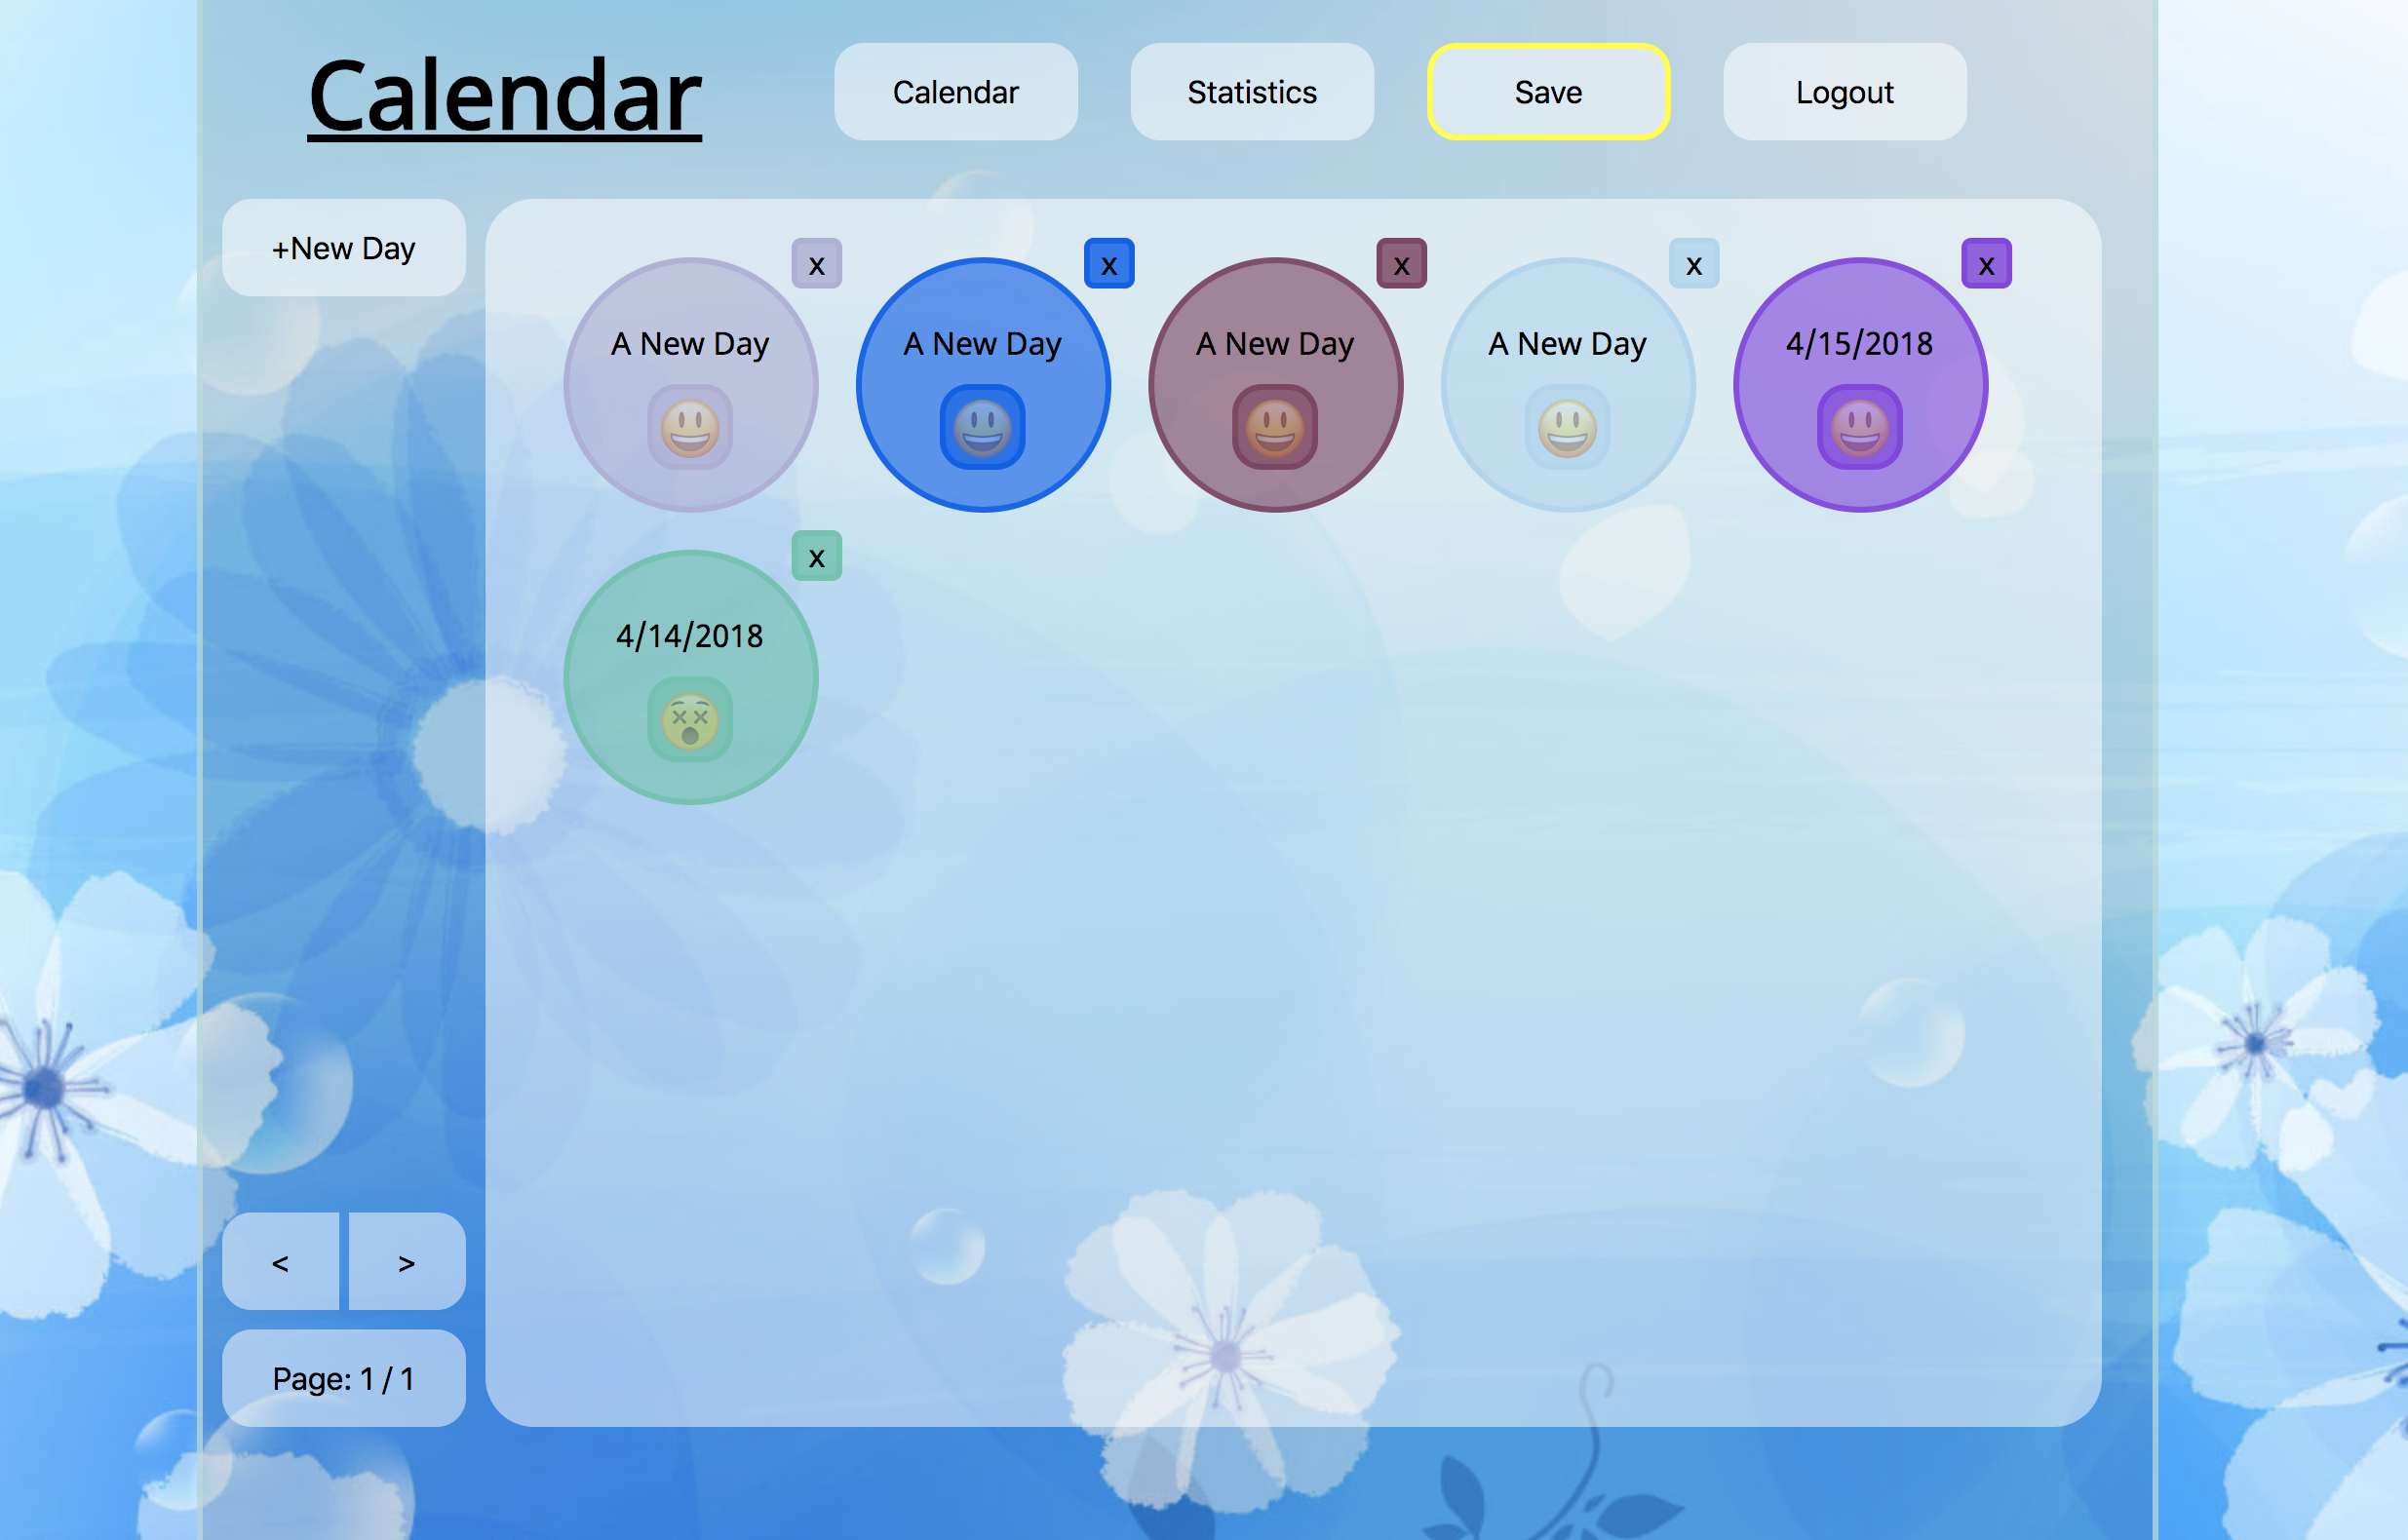 Calendar
Calendar
Statistics
Save
Logout
+New Day
x
x
x
x
x
A New Day
A New Day
A New Day
A New Day
4/15/2018
x
4/14/2018
<
>
Page: 1 / 1